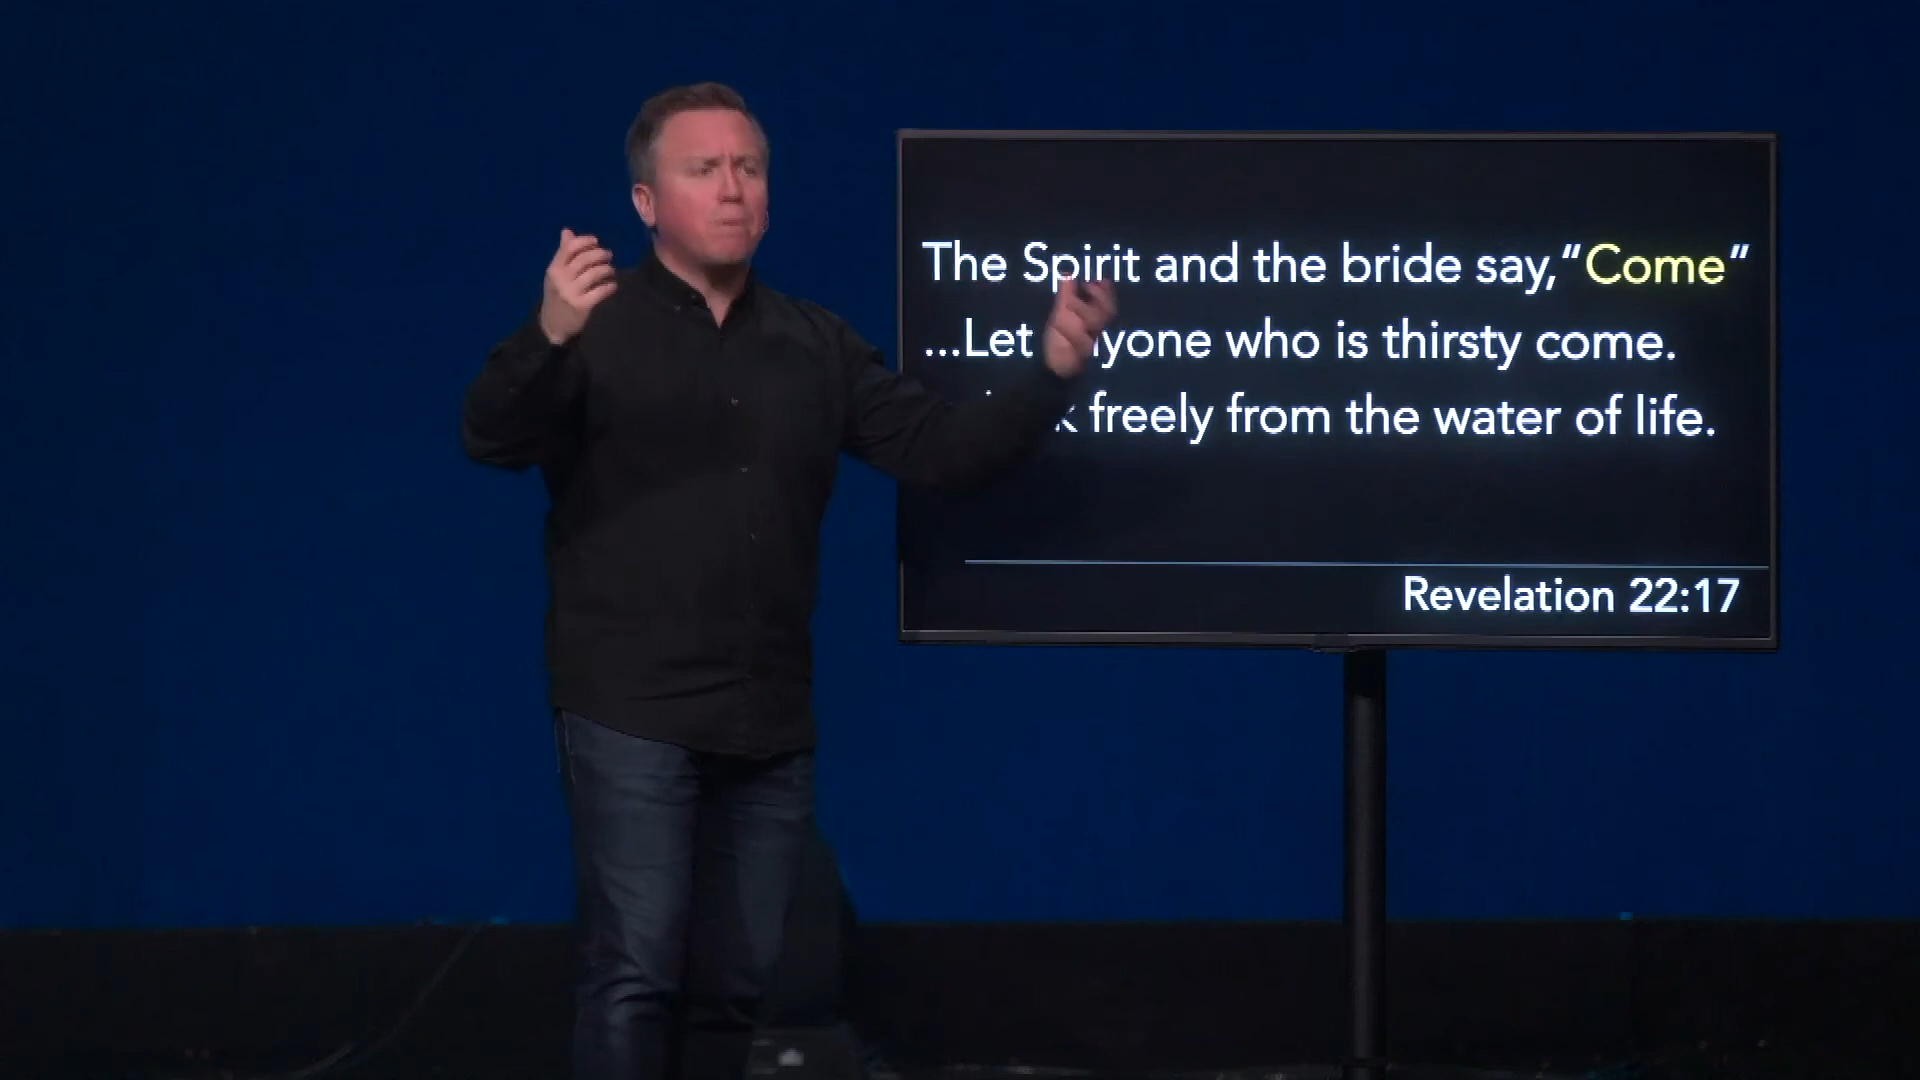 The Spirit and the bride say, “Come”
...Let who is thirsty come.
freely from the water of life.
Revelation 22:17